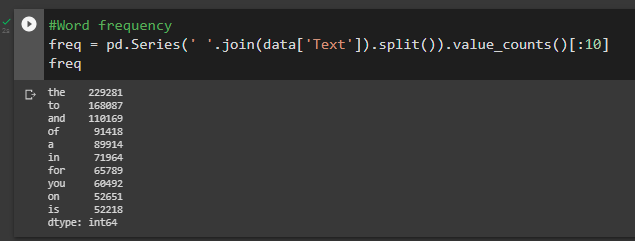 #Word frequency
freq = pd.Series(' '.join(data['Text']).split()).value_counts()[:10]
freq
2s
the 229281
to 168087
and 110169
of 91418
a 89914
in 71964
for 65789
you 60492
on 52651
is 52218
dtype: int64